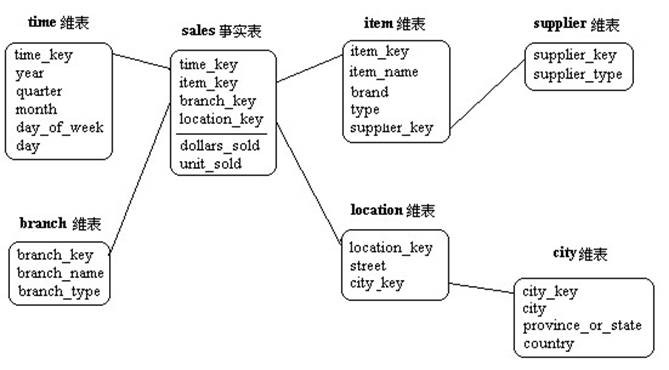 time 維表
time_key
year
quarter
month
day_of_week
day
sales 事实表
time_key
item_key
branch_key
location_key
dollars_sold
unit_sold
item 維表
item_key
item_name
brand
type
supplier_key
supplier 維表
supplier_key
supplier_type
branch 維表
branch_key
branch_name
branch_type
location 維表
location_key
street
city_key
city 維表
city_key
city
province_or_state
country